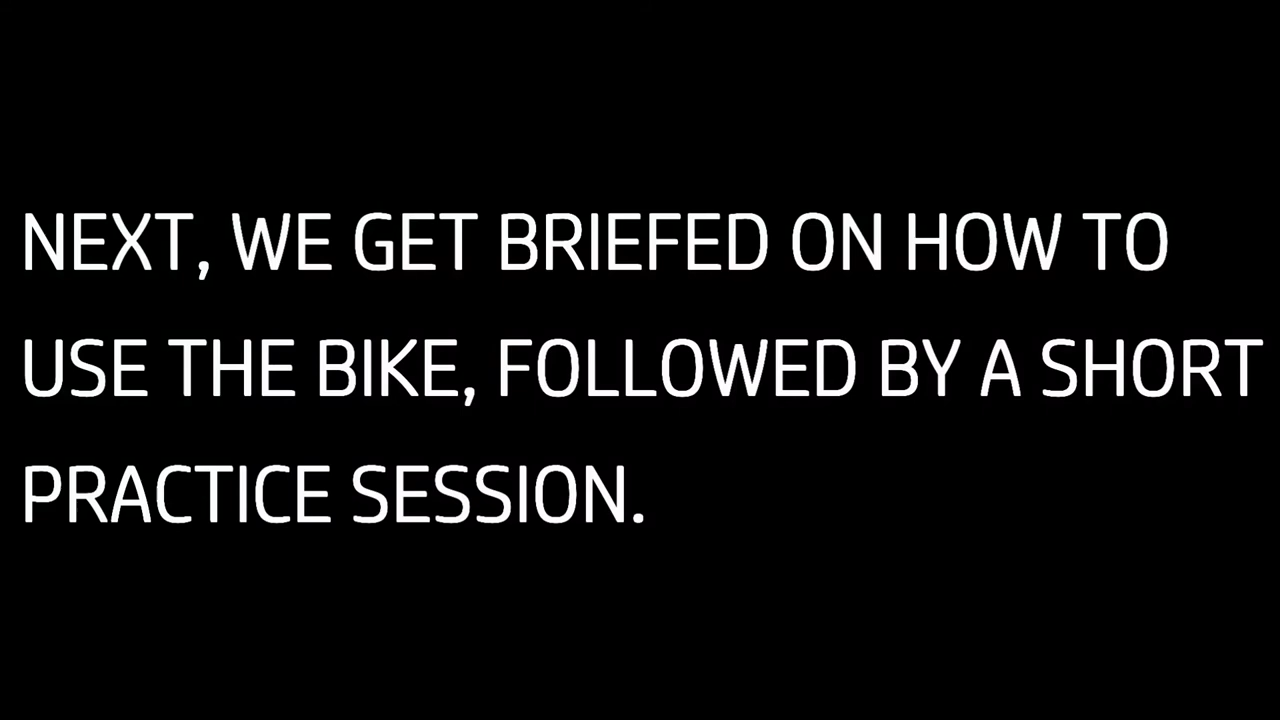 NEXT, WE GET BRIEFED ON HOW TO
USE THE BIKE, FOLLOWED BY A SHORT
PRACTICE SESSION.